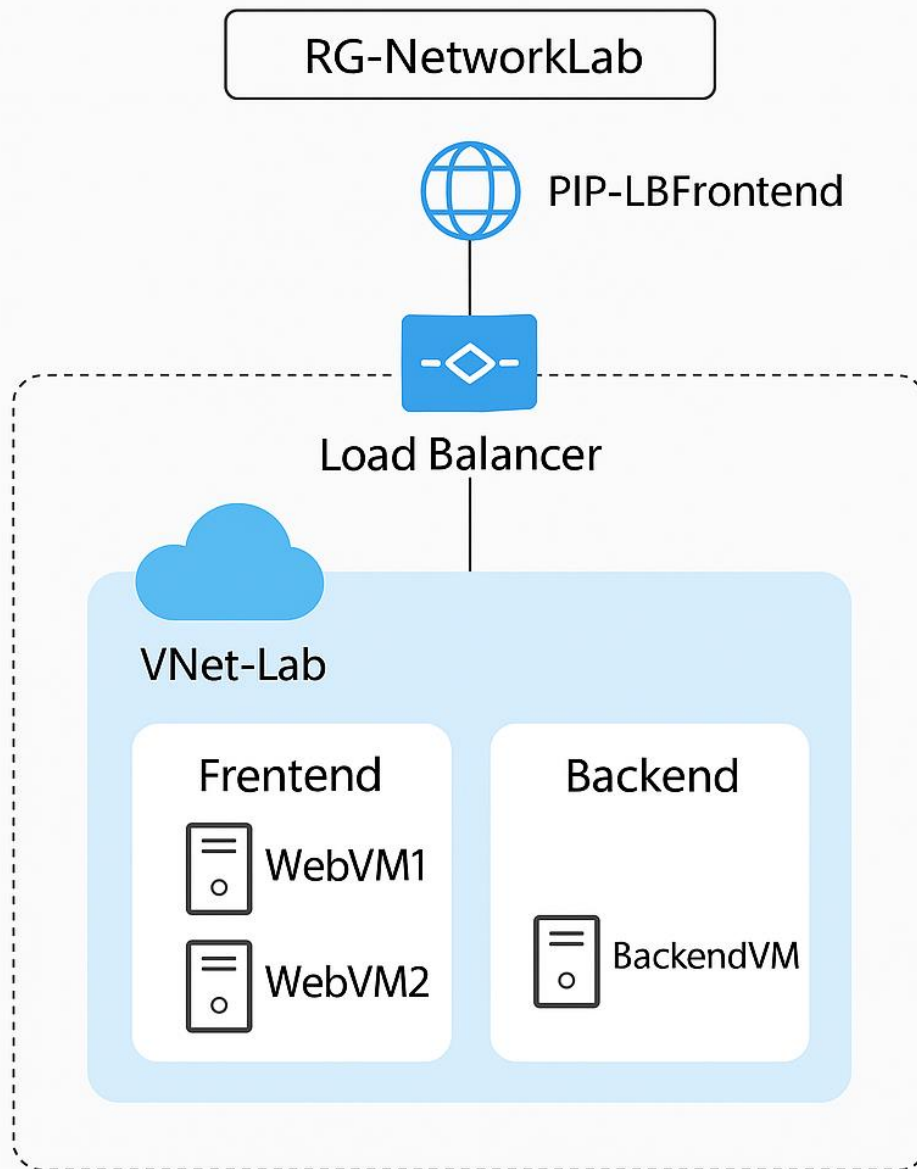 RG-NetworkLab
PIP-LBFrontend
Load Balancer
VNet-Lab
Frentend
WebVM1
WebVM2
Backend
BackendVM